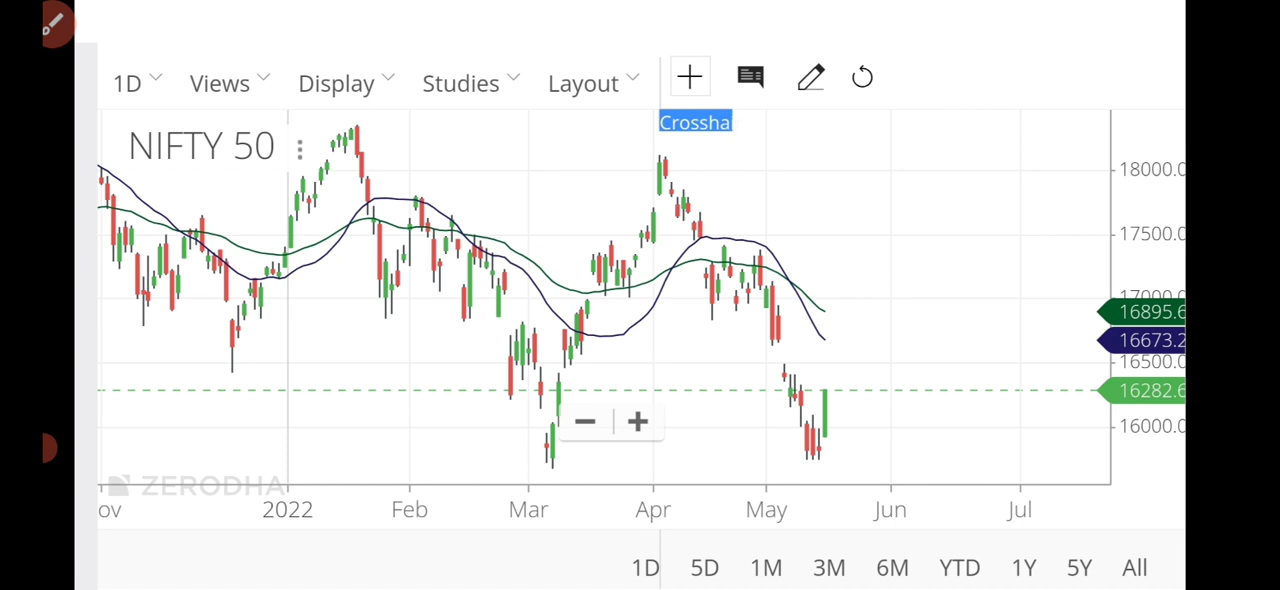 1D Views Display Studies Layout
Crossha
NIFTY 50
18000.0
17500.0
17000.0
16895.6
16673.2
16500.0
16282.6
16000.0
ZERODHA
ov 2022 Feb Mar Apr May Jun Jul
1D 5D 1M 3M 6M YTD 1Y 5Y All